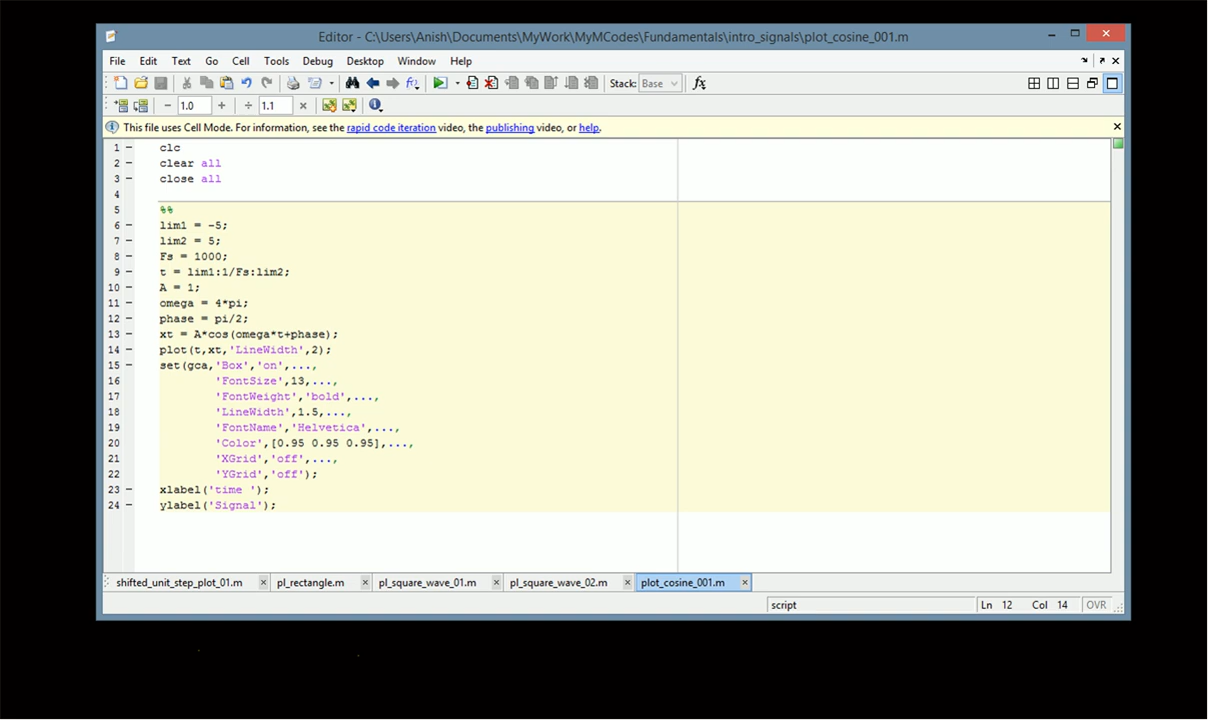 Editor - C:\Users\Anish\Documents\MyWork\MyMCodes\Fundamentals\intro_signals\plot_cosine_001.m
File Edit Text Go Cell Tools Debug Desktop Window Help
Stack: Base fx
− 1.0 + ÷ 1.1 ×
This file uses Cell Mode. For information, see the rapid code iteration video, the publishing video, or help.
1 clc
2 clear all
3 close all
4
5 %%
6 lim1 = -5;
7 lim2 = 5;
8 Fs = 1000;
9 t = lim1:1/Fs:lim2;
10 A = 1;
11 omega = 4*pi;
12 phase = pi/2;
13 xt = A*cos(omega*t+phase);
14 plot(t,xt,'LineWidth',2);
15 set(gca,'Box','on',...,
16 'FontSize',13,...,
17 'FontWeight','bold',...,
18 'LineWidth',1.5,...,
19 'FontName','Helvetica',...,
20 'Color',[0.95 0.95 0.95],...,
21 'XGrid','off',...,
22 'YGrid','off');
23 xlabel('time ');
24 ylabel('Signal');
shifted_unit_step_plot_01.m × pl_rectangle.m × pl_square_wave_01.m × pl_square_wave_02.m × plot_cosine_001.m ×
script Ln 12 Col 14 OVR